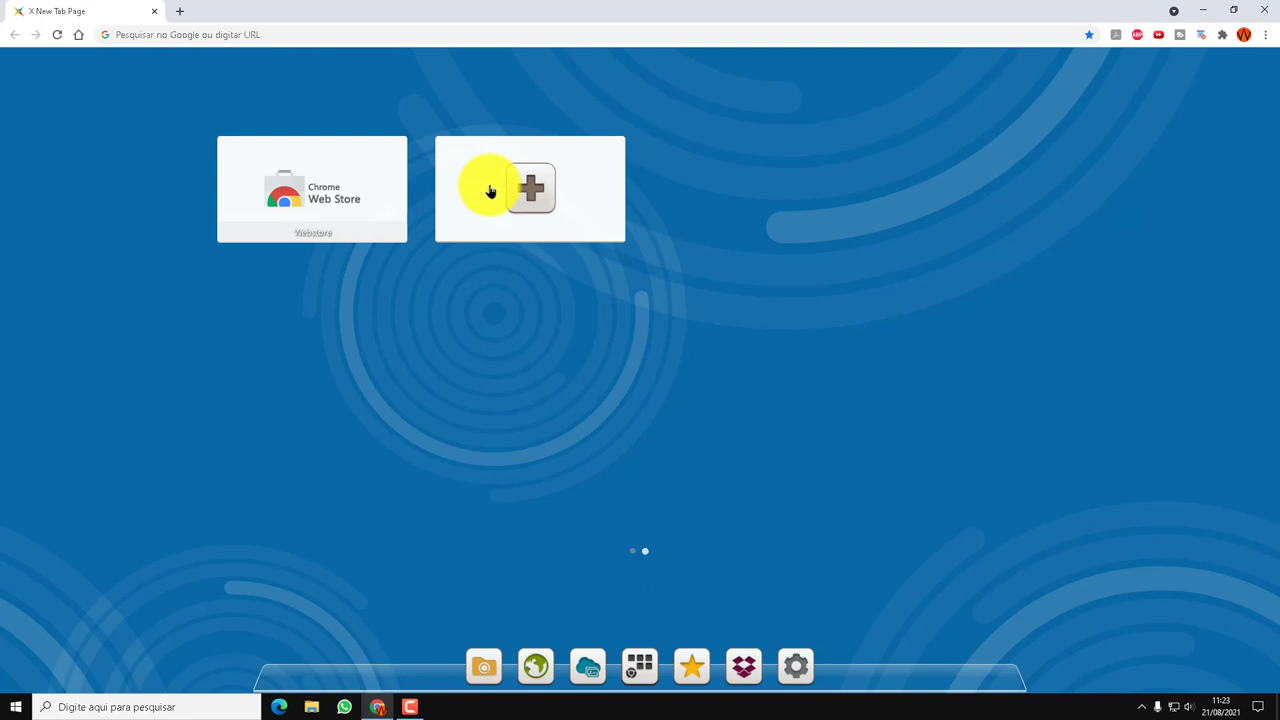 X New Tab Page
Pesquisar no Google ou digitar URL
ABP
Chrome
Web Store
Webstore
Digite aqui para pesquisar
11:23
21/08/2021